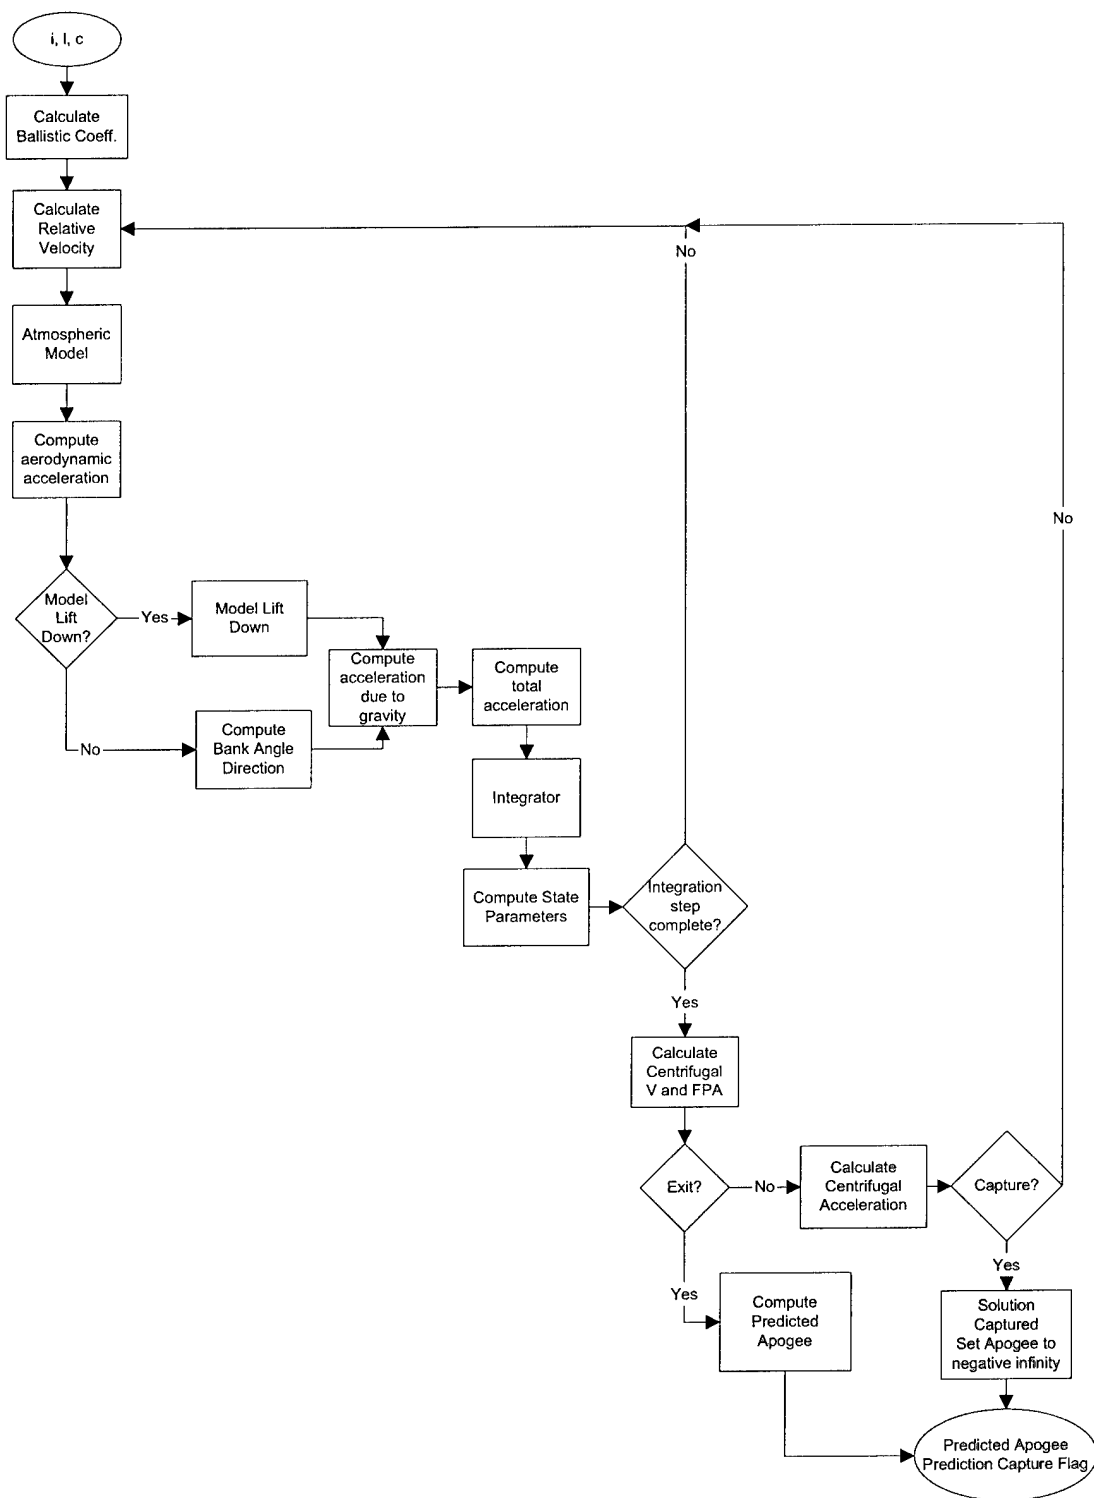 i, l, c
Calculate
Ballistic Coeff.
Calculate
Relative
Velocity
No
Atmospheric
Model
Compute
aerodynamic
acceleration
No
Model
Lift
Down?
Yes
Model Lift
Down
Compute
acceleration
due to
gravity
Compute
total
acceleration
No
Compute
Bank Angle
Direction
Integrator
Compute State
Parameters
Integration
step
complete?
Yes
Calculate
Centrifugal
V and FPA
Exit?
No
Calculate
Centrifugal
Acceleration
Capture?
Yes
Yes
Compute
Predicted
Apogee
Solution
Captured
Set Apogee to
negative infinity
Predicted Apogee
Prediction Capture Flag